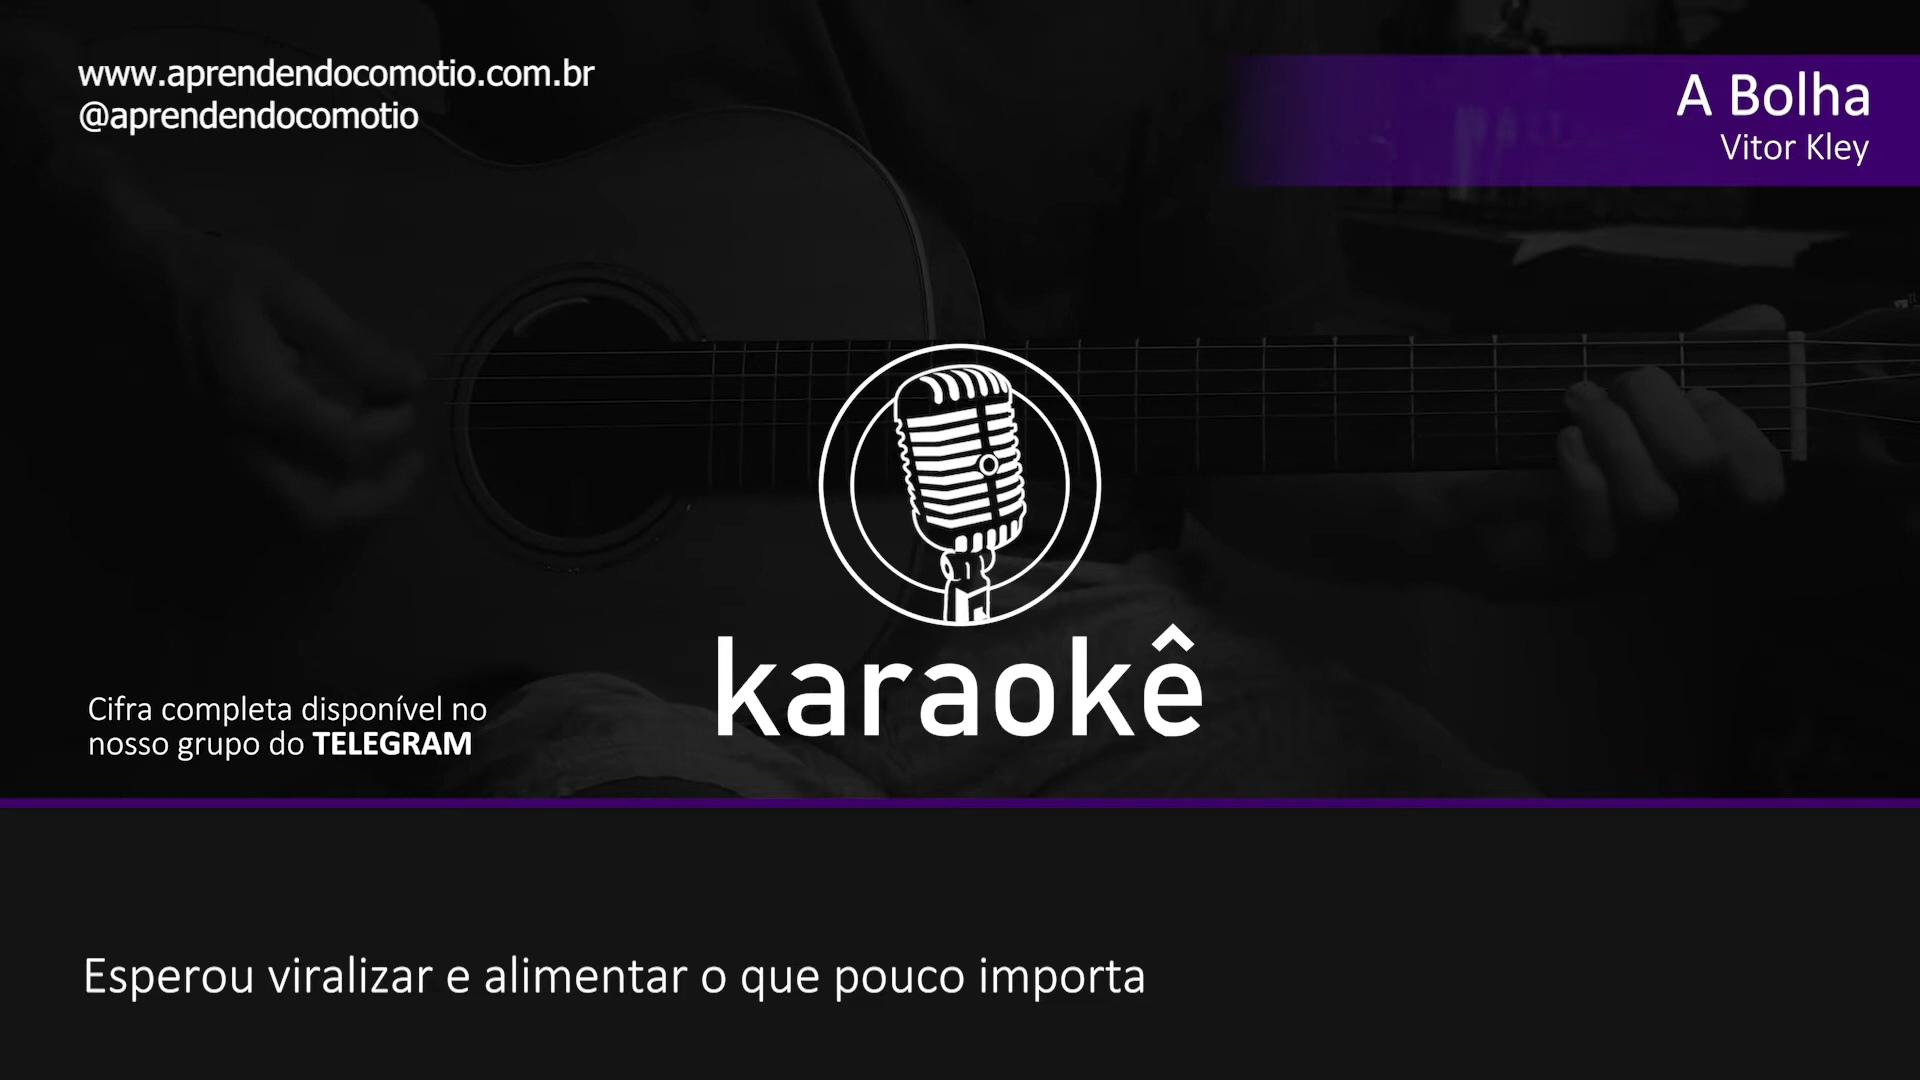 www.aprendendocomotio.com.br
@aprendendocomotio
A Bolha
Vitor Kley
karaokê
Cifra completa disponível no
nosso grupo do TELEGRAM
Esperou viralizar e alimentar o que pouco importa